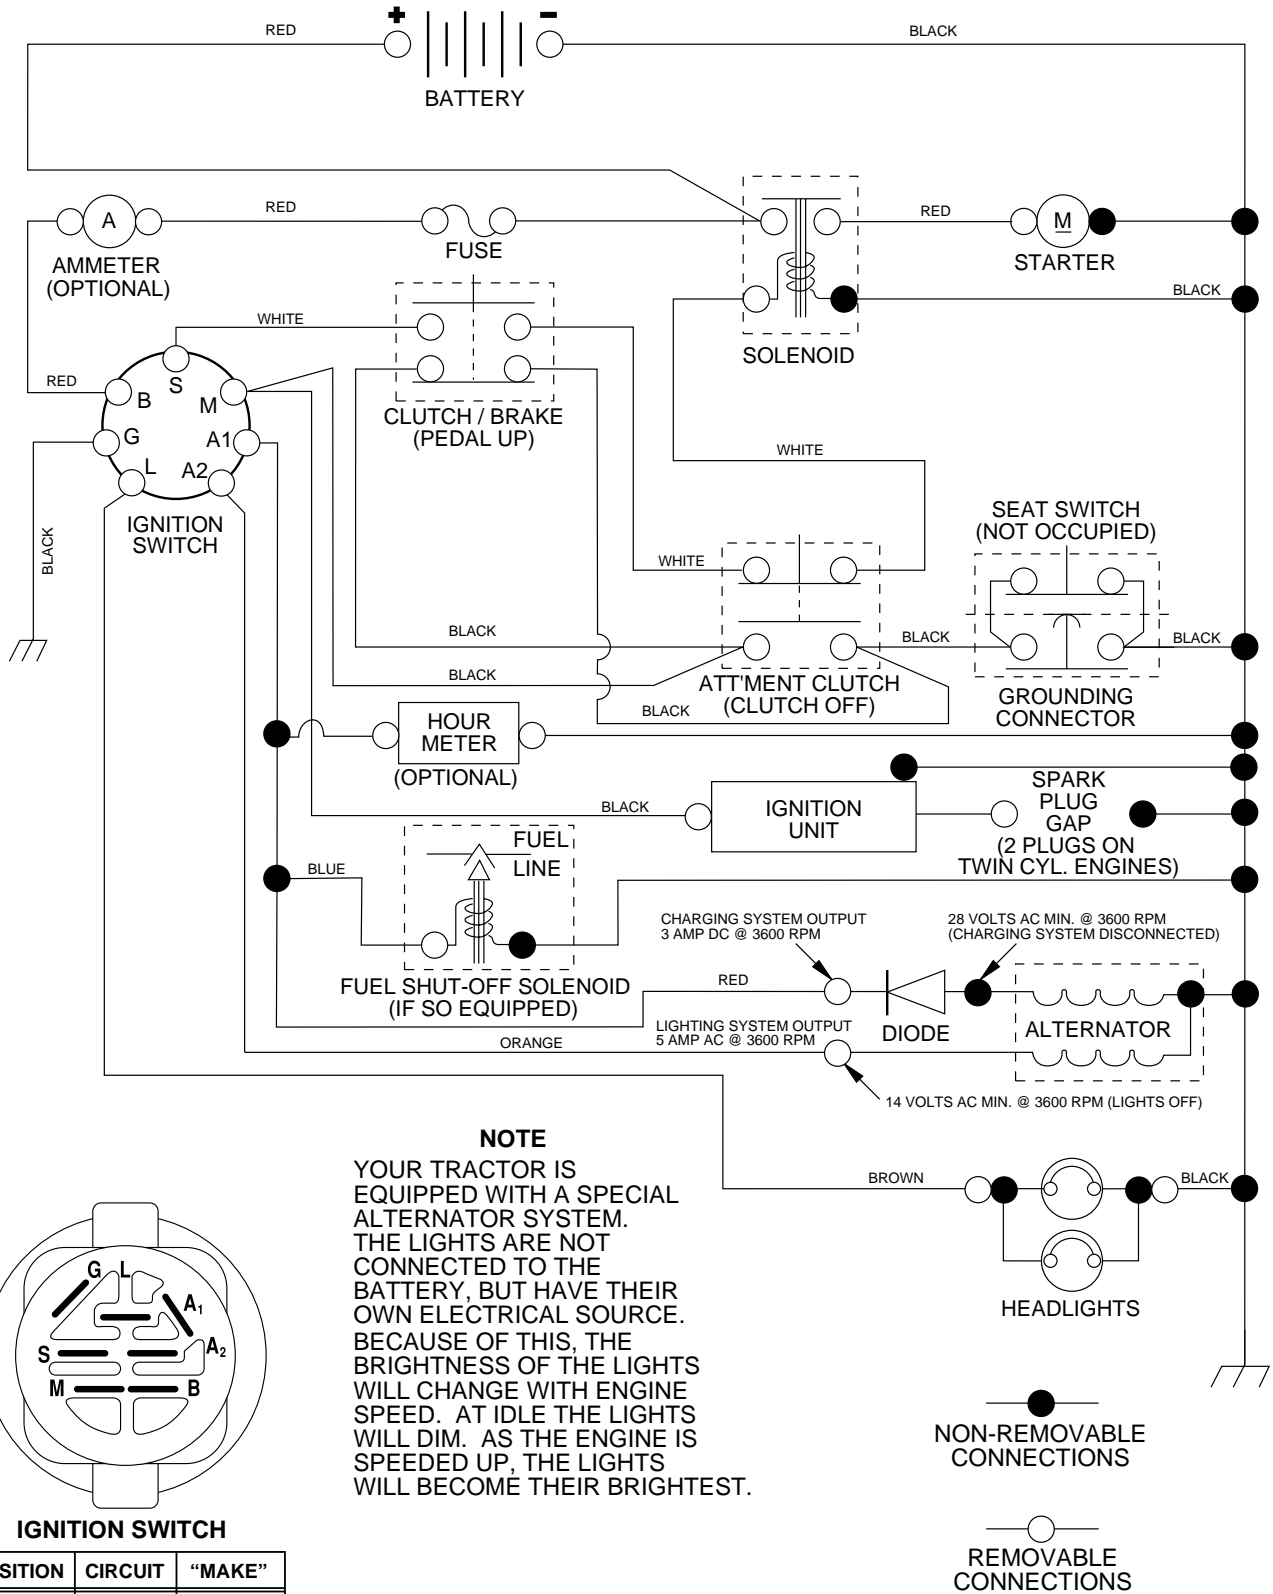 + −
RED
BLACK
BATTERY
A
RED
FUSE
RED
M
STARTER
AMMETER
(OPTIONAL)
BLACK
SOLENOID
WHITE
CLUTCH / BRAKE
(PEDAL UP)
RED
S
B
M
G
A1
L
A2
IGNITION
SWITCH
BLACK
WHITE
SEAT SWITCH
(NOT OCCUPIED)
WHITE
BLACK
BLACK
BLACK
BLACK
ATT'MENT CLUTCH
(CLUTCH OFF)
BLACK
GROUNDING
CONNECTOR
HOUR
METER
(OPTIONAL)
BLACK
IGNITION
UNIT
SPARK
PLUG
GAP
(2 PLUGS ON
TWIN CYL. ENGINES)
FUEL
LINE
BLUE
FUEL SHUT-OFF SOLENOID
(IF SO EQUIPPED)
CHARGING SYSTEM OUTPUT
3 AMP DC @ 3600 RPM
28 VOLTS AC MIN. @ 3600 RPM
(CHARGING SYSTEM DISCONNECTED)
RED
DIODE
ALTERNATOR
LIGHTING SYSTEM OUTPUT
5 AMP AC @ 3600 RPM
ORANGE
14 VOLTS AC MIN. @ 3600 RPM (LIGHTS OFF)
NOTE
YOUR TRACTOR IS
EQUIPPED WITH A SPECIAL
ALTERNATOR SYSTEM.
THE LIGHTS ARE NOT
CONNECTED TO THE
BATTERY, BUT HAVE THEIR
OWN ELECTRICAL SOURCE.
BECAUSE OF THIS, THE
BRIGHTNESS OF THE LIGHTS
WILL CHANGE WITH ENGINE
SPEED. AT IDLE THE LIGHTS
WILL DIM. AS THE ENGINE IS
SPEEDED UP, THE LIGHTS
WILL BECOME THEIR BRIGHTEST.
BROWN
BLACK
HEADLIGHTS
G L
A1
S
A2
M
B
IGNITION SWITCH
SITION CIRCUIT “MAKE”
NON-REMOVABLE
CONNECTIONS
REMOVABLE
CONNECTIONS